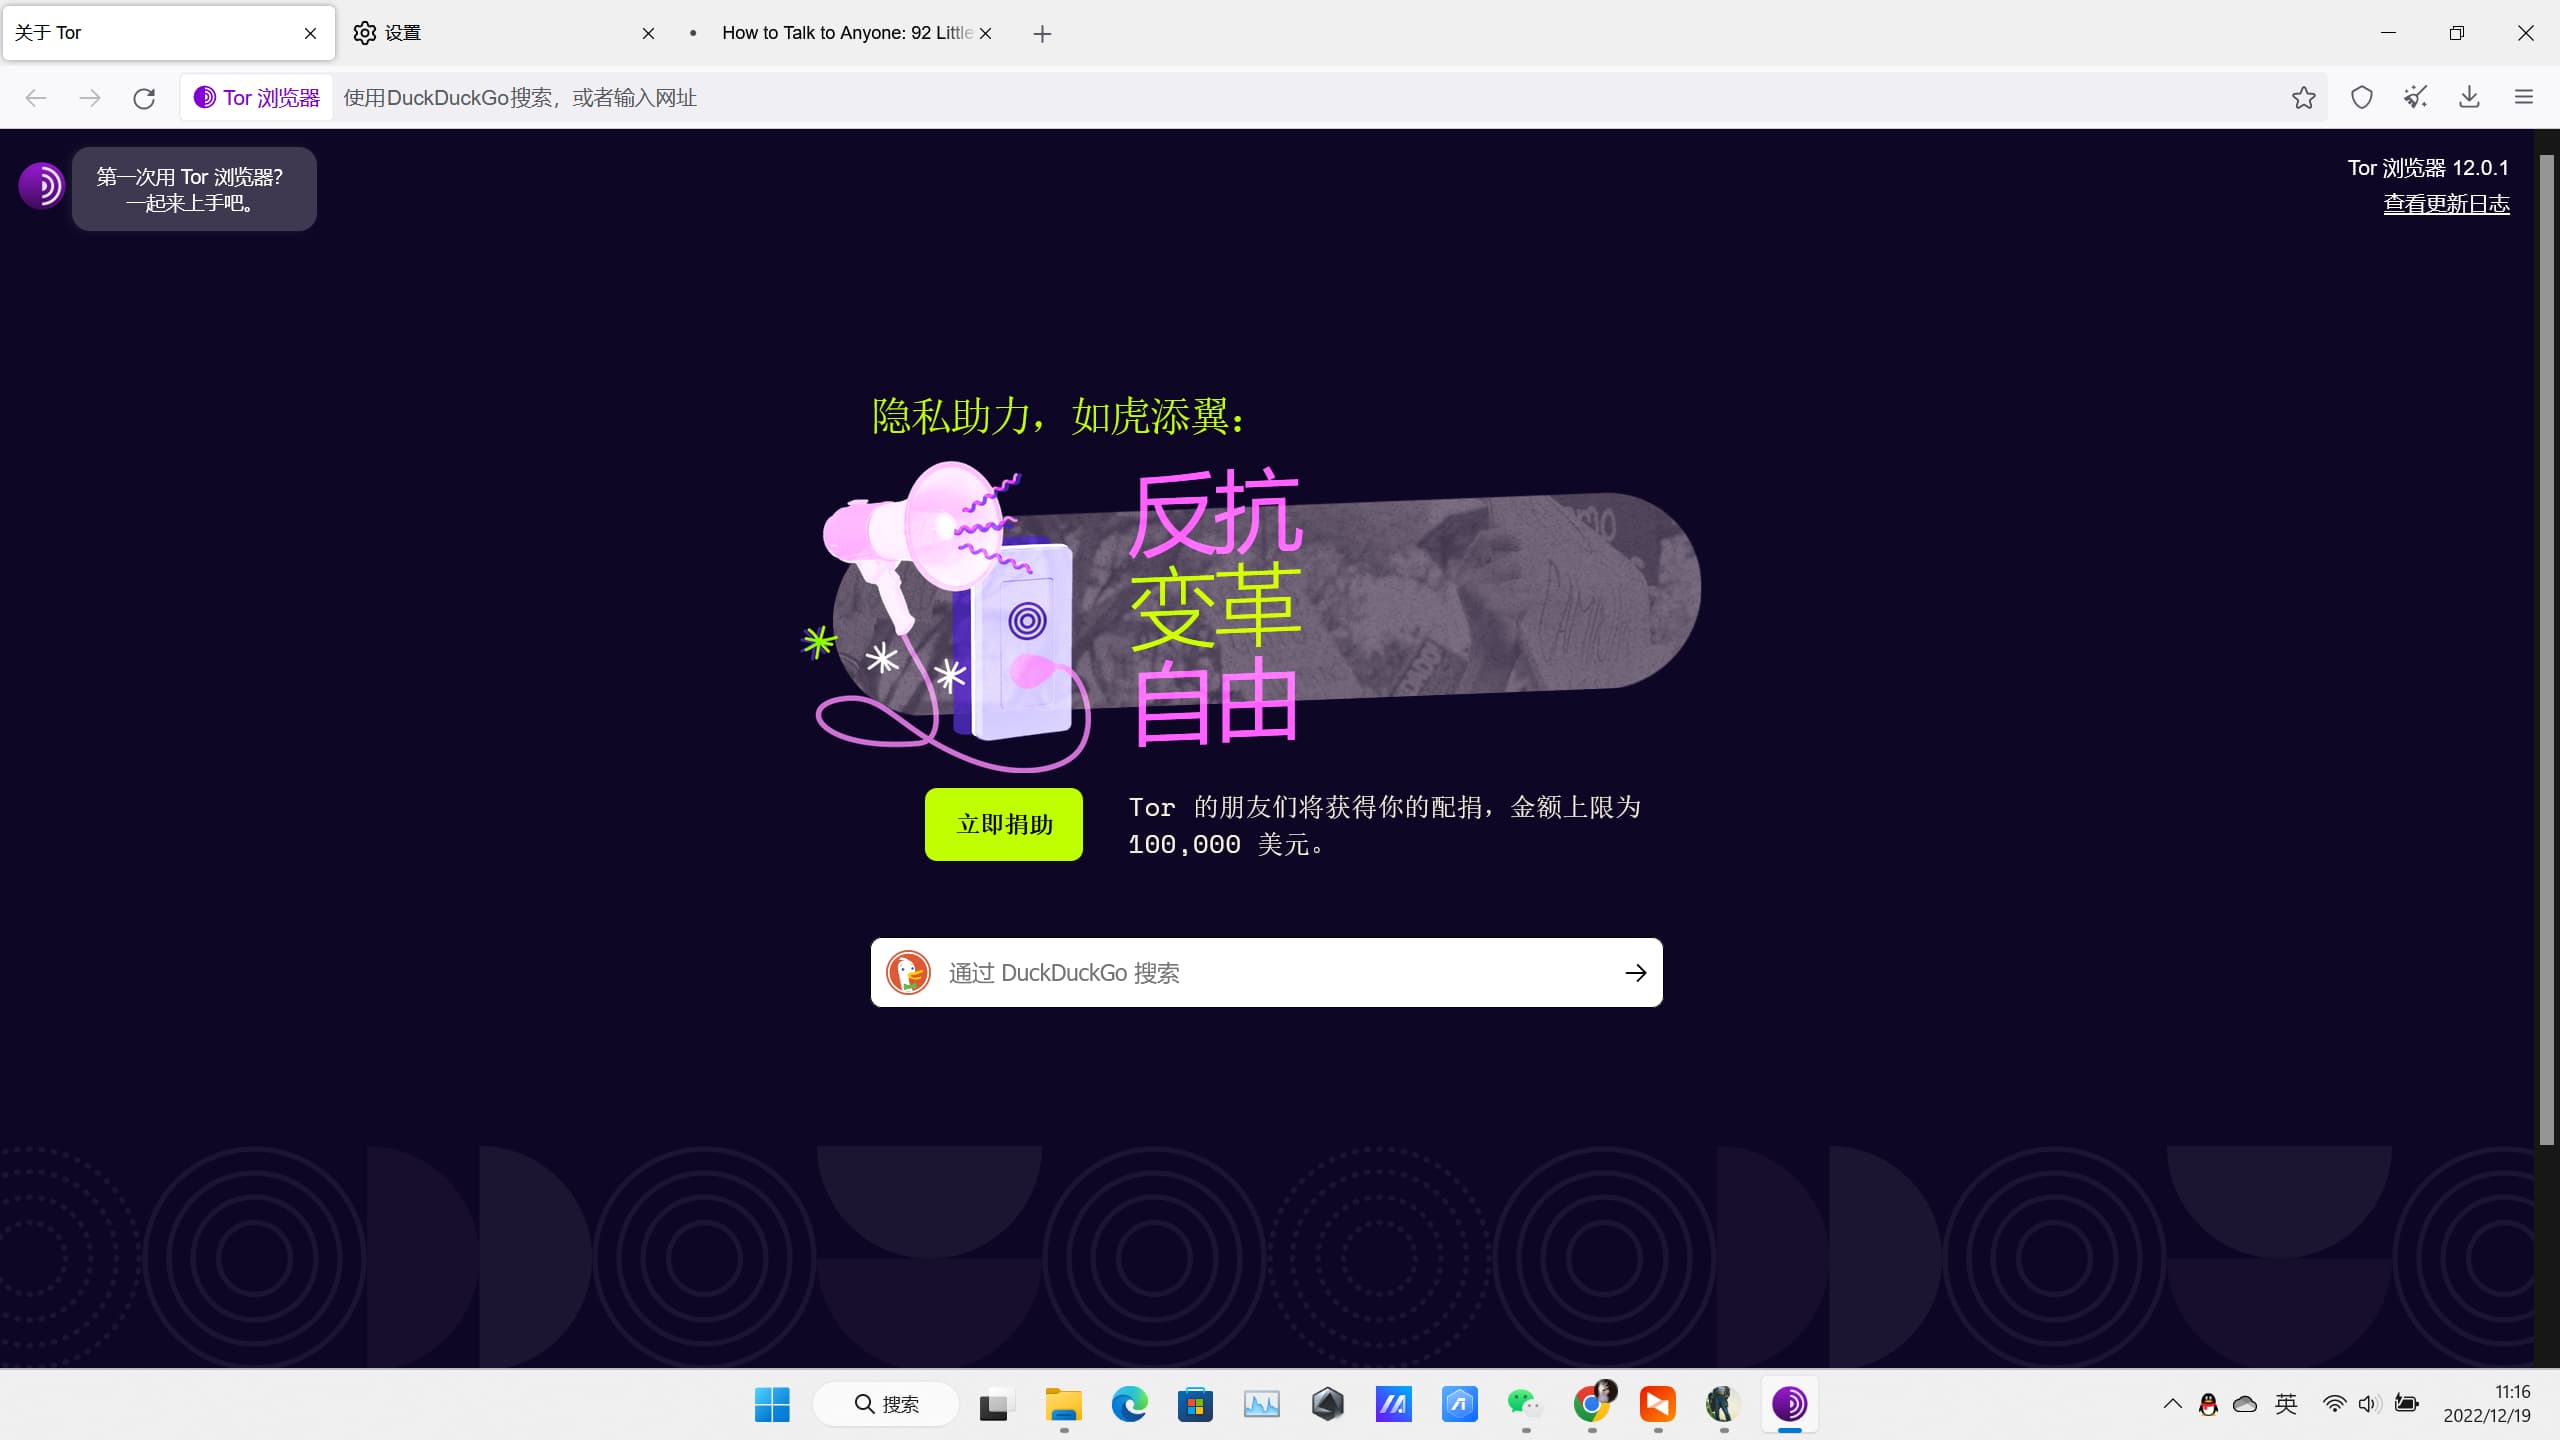 关于 Tor
设置
How to Talk to Anyone: 92 Little
Tor 浏览器
使用DuckDuckGo搜索，或者输入网址
第一次用 Tor 浏览器？
一起来上手吧。
Tor 浏览器 12.0.1
查看更新日志
隐私助力，如虎添翼：
反抗
变革
自由
立即捐助
Tor 的朋友们将获得你的配捐，金额上限为
100,000 美元。
通过 DuckDuckGo 搜索
搜索
英
11:16
2022/12/19